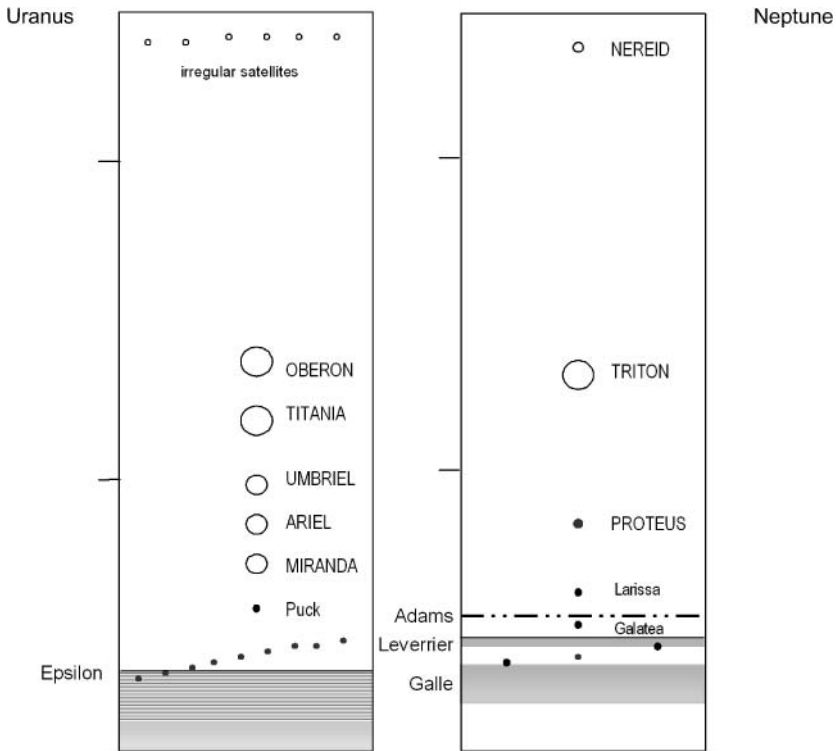 Uranus
Neptune
irregular satellites
OBERON
TITANIA
UMBRIEL
ARIEL
MIRANDA
Puck
Epsilon
NEREID
TRITON
PROTEUS
Larissa
Adams
Galatea
Leverrier
Galle